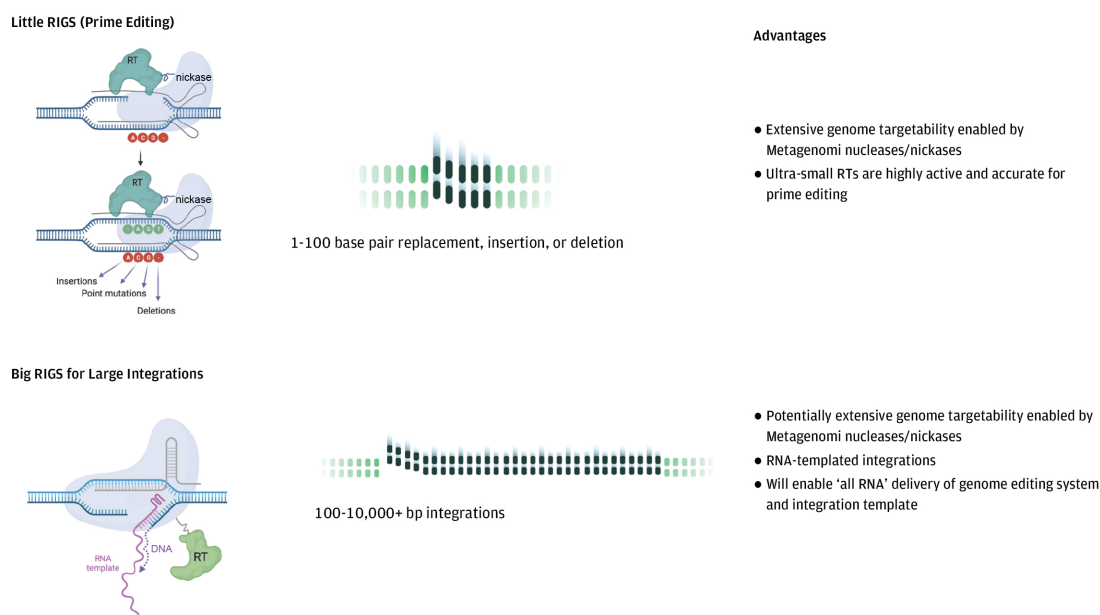 Little RIGS (Prime Editing)
Advantages
RT
nickase
A C G -
RT
nickase
- A G T
A C G -
Insertions
Point mutations
Deletions
1-100 base pair replacement, insertion, or deletion
● Extensive genome targetability enabled by
Metagenomi nucleases/nickases
● Ultra-small RTs are highly active and accurate for
prime editing
Big RIGS for Large Integrations
RNA
template
DNA
RT
100-10,000+ bp integrations
● Potentially extensive genome targetability enabled by
Metagenomi nucleases/nickases
● RNA-templated integrations
● Will enable ‘all RNA’ delivery of genome editing system
and integration template